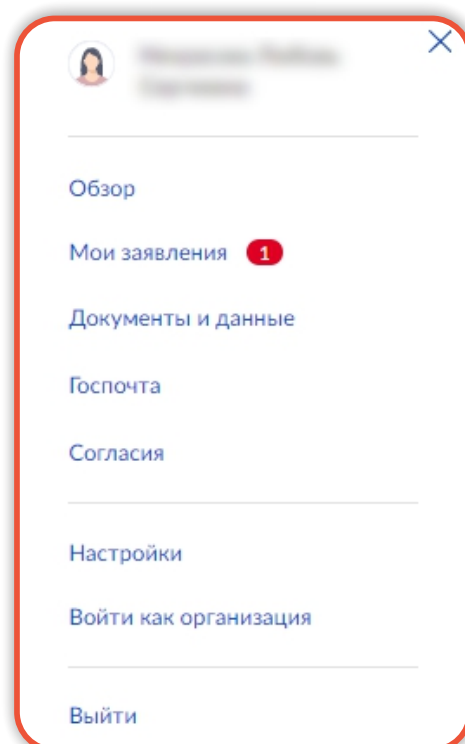 Обзор
Мои заявления 1
Документы и данные
Госпочта
Согласия
Настройки
Войти как организация
Выйти